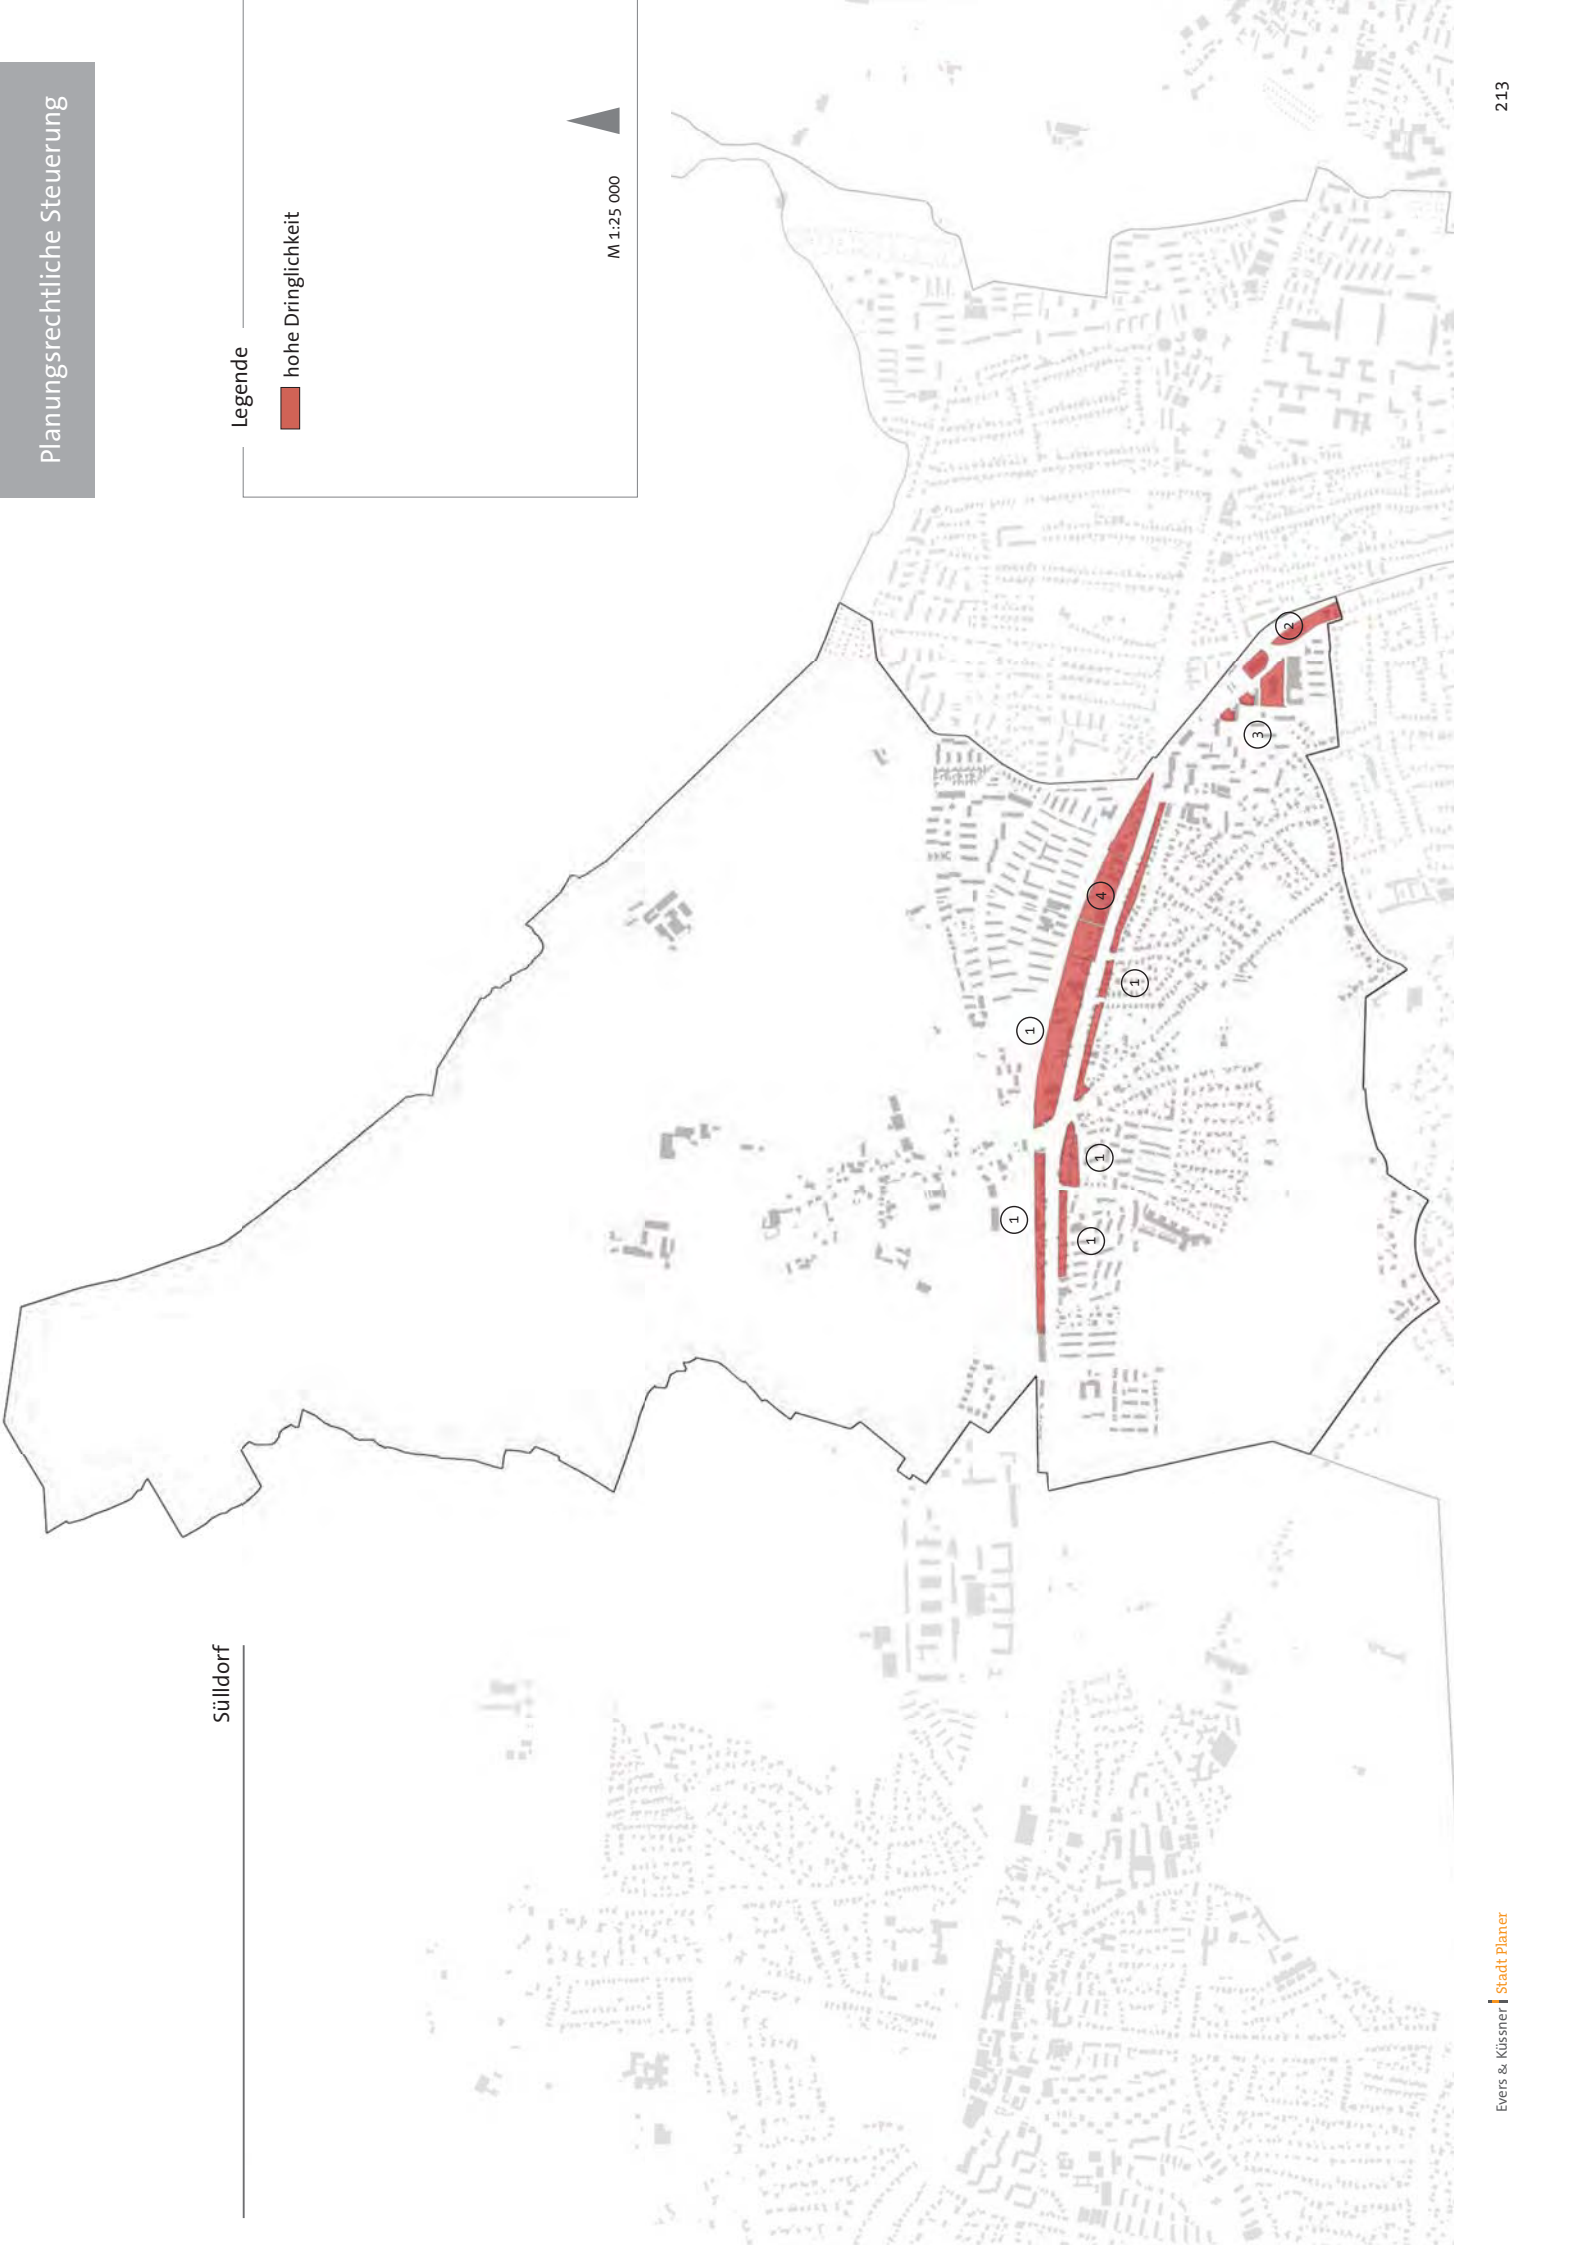 Sülldorf
Planungsrechtliche Steuerung
Legende
hohe Dringlichkeit
M 1:25 000
1
1
1
1
1
4
3
2
Evers & Küssner | Stadt Planer
213